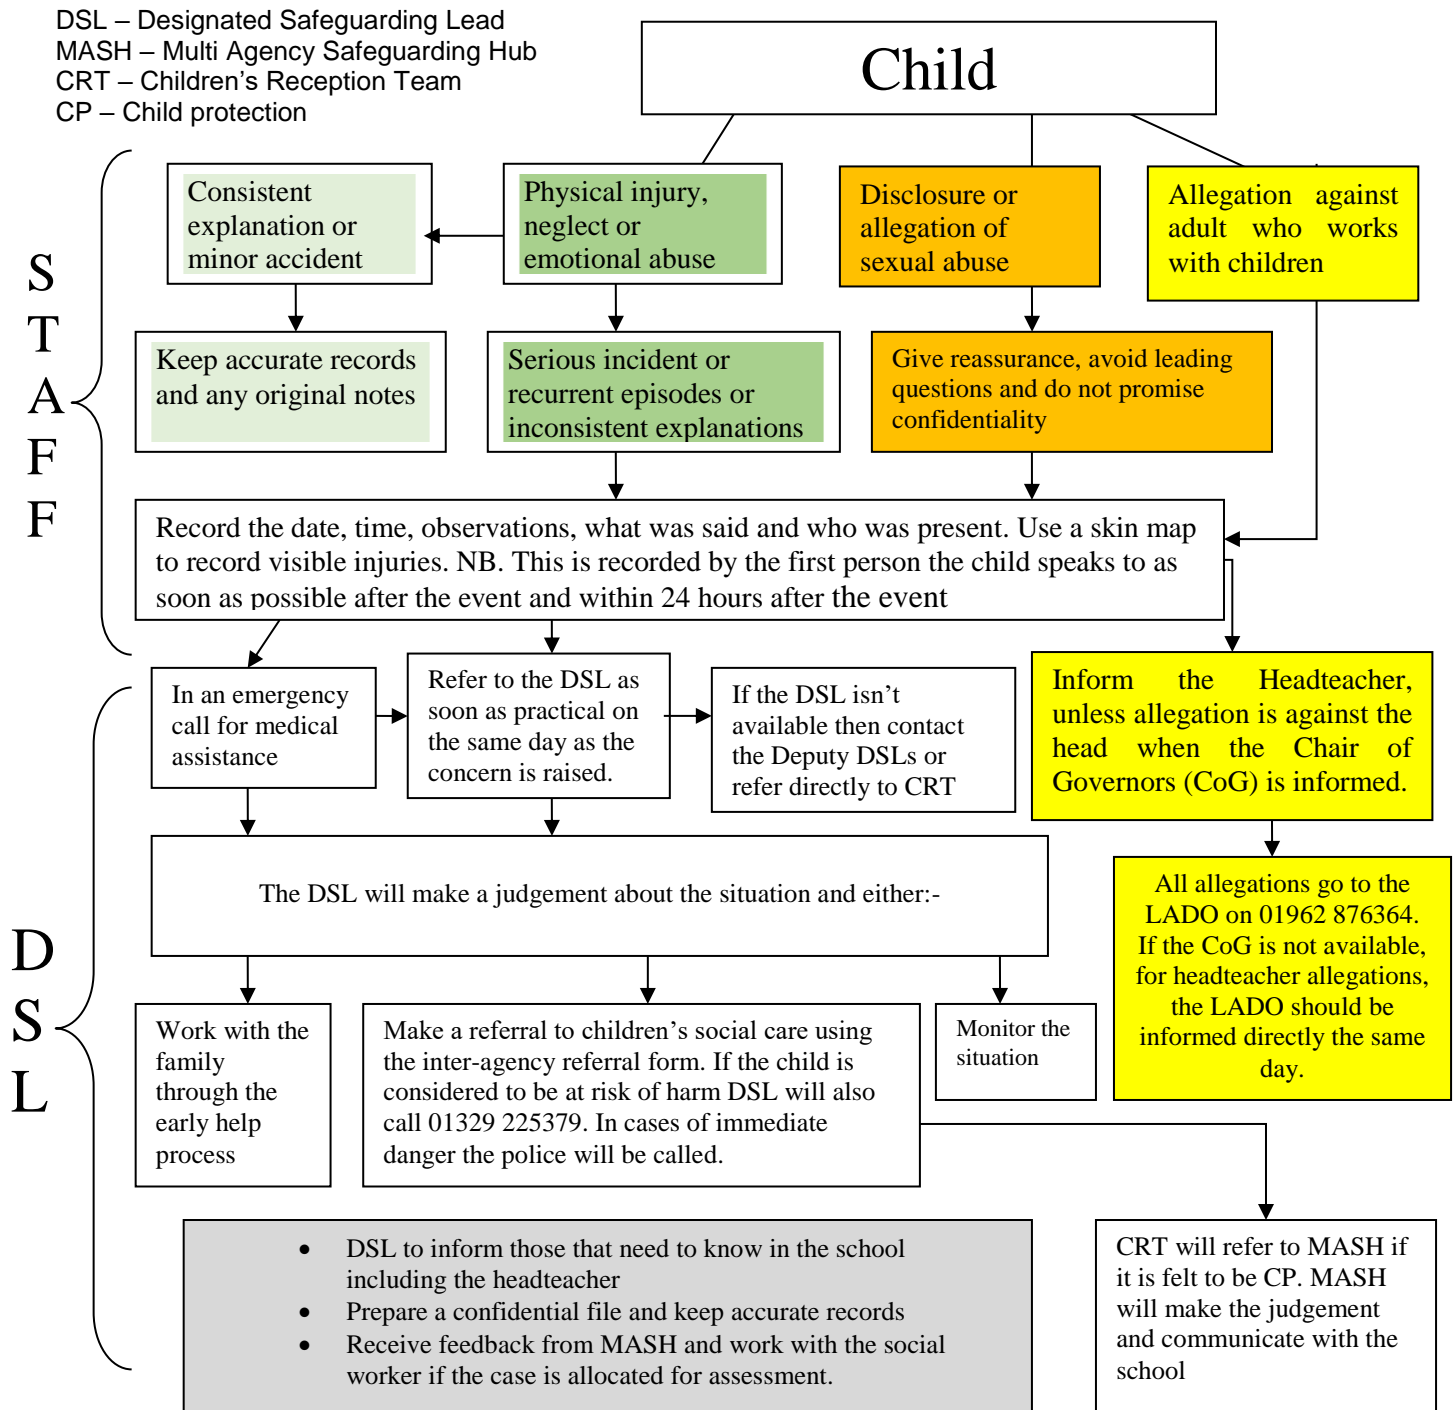 DSL – Designated Safeguarding Lead
MASH – Multi Agency Safeguarding Hub
CRT – Children's Reception Team
CP – Child protection
Child
S
T
A
F
F
Consistent
explanation or
minor accident
Physical injury,
neglect or
emotional abuse
Disclosure or
allegation of
sexual abuse
Allegation against
adult who works
with children
Keep accurate records
and any original notes
Serious incident or
recurrent episodes or
inconsistent explanations
Give reassurance, avoid leading
questions and do not promise
confidentiality
Record the date, time, observations, what was said and who was present. Use a skin map
to record visible injuries. NB. This is recorded by the first person the child speaks to as
soon as possible after the event and within 24 hours after the event
D
S
L
In an emergency
call for medical
assistance
Refer to the DSL as
soon as practical on
the same day as the
concern is raised.
If the DSL isn't
available then contact
the Deputy DSLs or
refer directly to CRT
Inform the Headteacher,
unless allegation is against the
head when the Chair of
Governors (CoG) is informed.
The DSL will make a judgement about the situation and either:-
All allegations go to the
LADO on 01962 876364.
If the CoG is not available,
for headteacher allegations,
the LADO should be
informed directly the same
day.
Work with the
family
through the
early help
process
Make a referral to children's social care using
the inter-agency referral form. If the child is
considered to be at risk of harm DSL will also
call 01329 225379. In cases of immediate
danger the police will be called.
Monitor the
situation
• DSL to inform those that need to know in the school
including the headteacher
• Prepare a confidential file and keep accurate records
• Receive feedback from MASH and work with the social
worker if the case is allocated for assessment.
CRT will refer to MASH if
it is felt to be CP. MASH
will make the judgement
and communicate with the
school